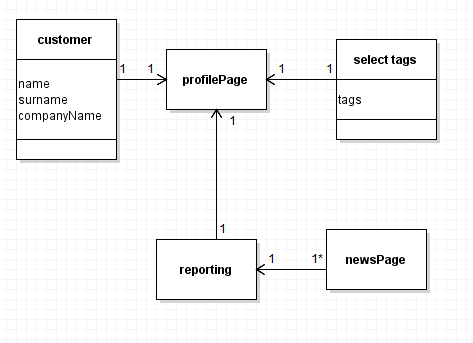 customer
name
surname
companyName
1
1
profilePage
1
1
select tags
tags
1
1
reporting
1
1*
newsPage